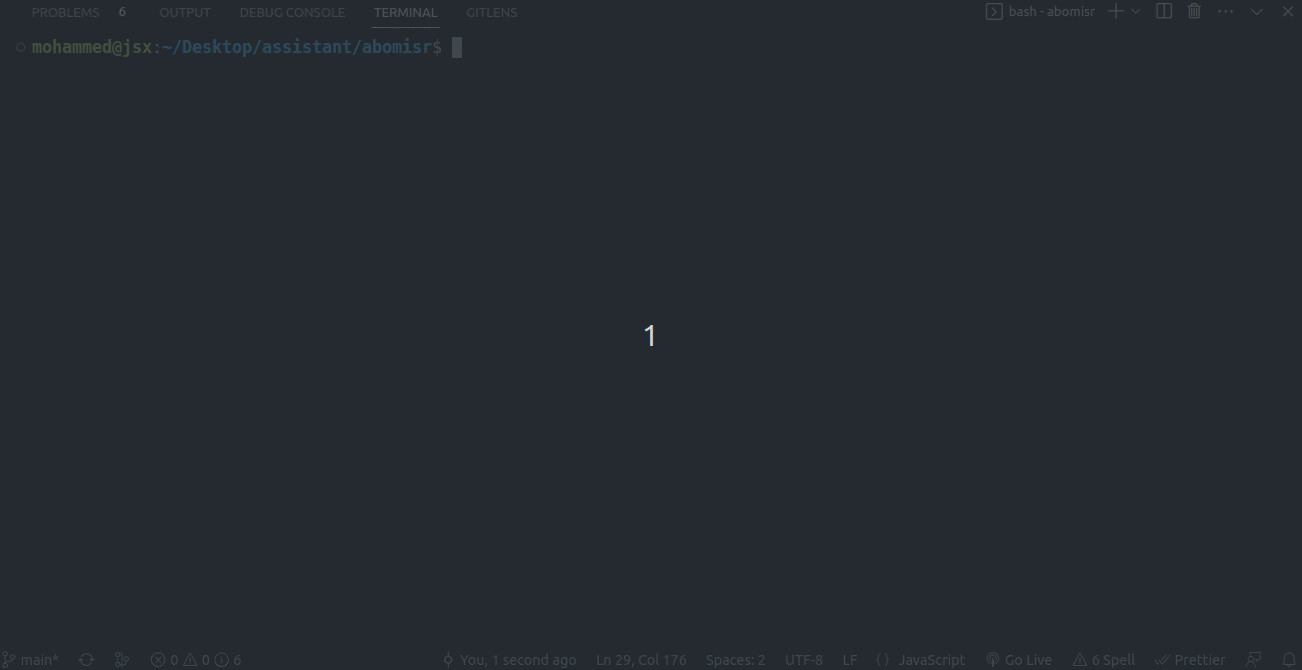 PROBLEMS 6 OUTPUT DEBUG CONSOLE TERMINAL GITLENS bash - abomisr
mohammed@jsx:~/Desktop/assistant/abomisr$
1
main* 0 0 6 You, 1 second ago Ln 29, Col 176 Spaces: 2 UTF-8 LF {} JavaScript Go Live 6 Spell Prettier